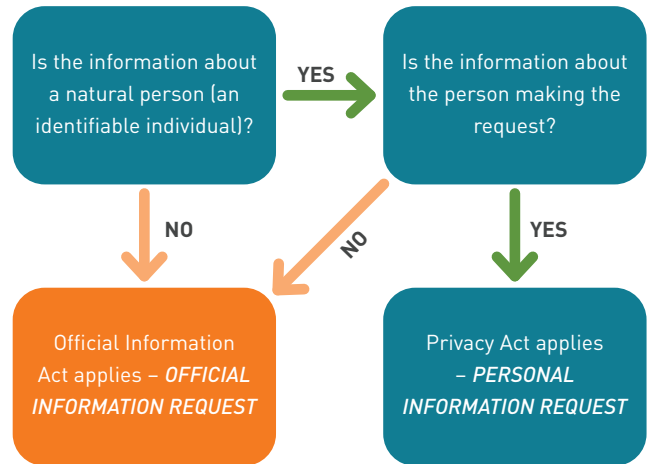 Is the information about
a natural person (an
identifiable individual)?
YES
Is the information about
the person making the
request?
NO
NO
YES
Official Information
Act applies – OFFICIAL
INFORMATION REQUEST
Privacy Act applies
– PERSONAL
INFORMATION REQUEST